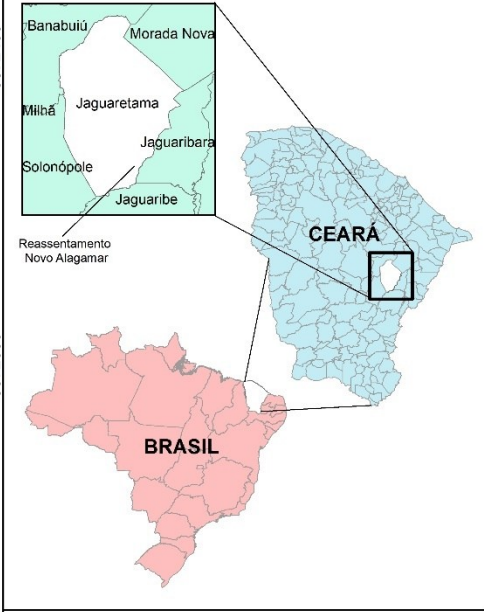 Banabuiú
Morada Nova
Milhã
Jaguaretama
Jaguaribara
Solonópole
Jaguaribe
Reassentamento
Novo Alagamar
CEARÁ
BRASIL